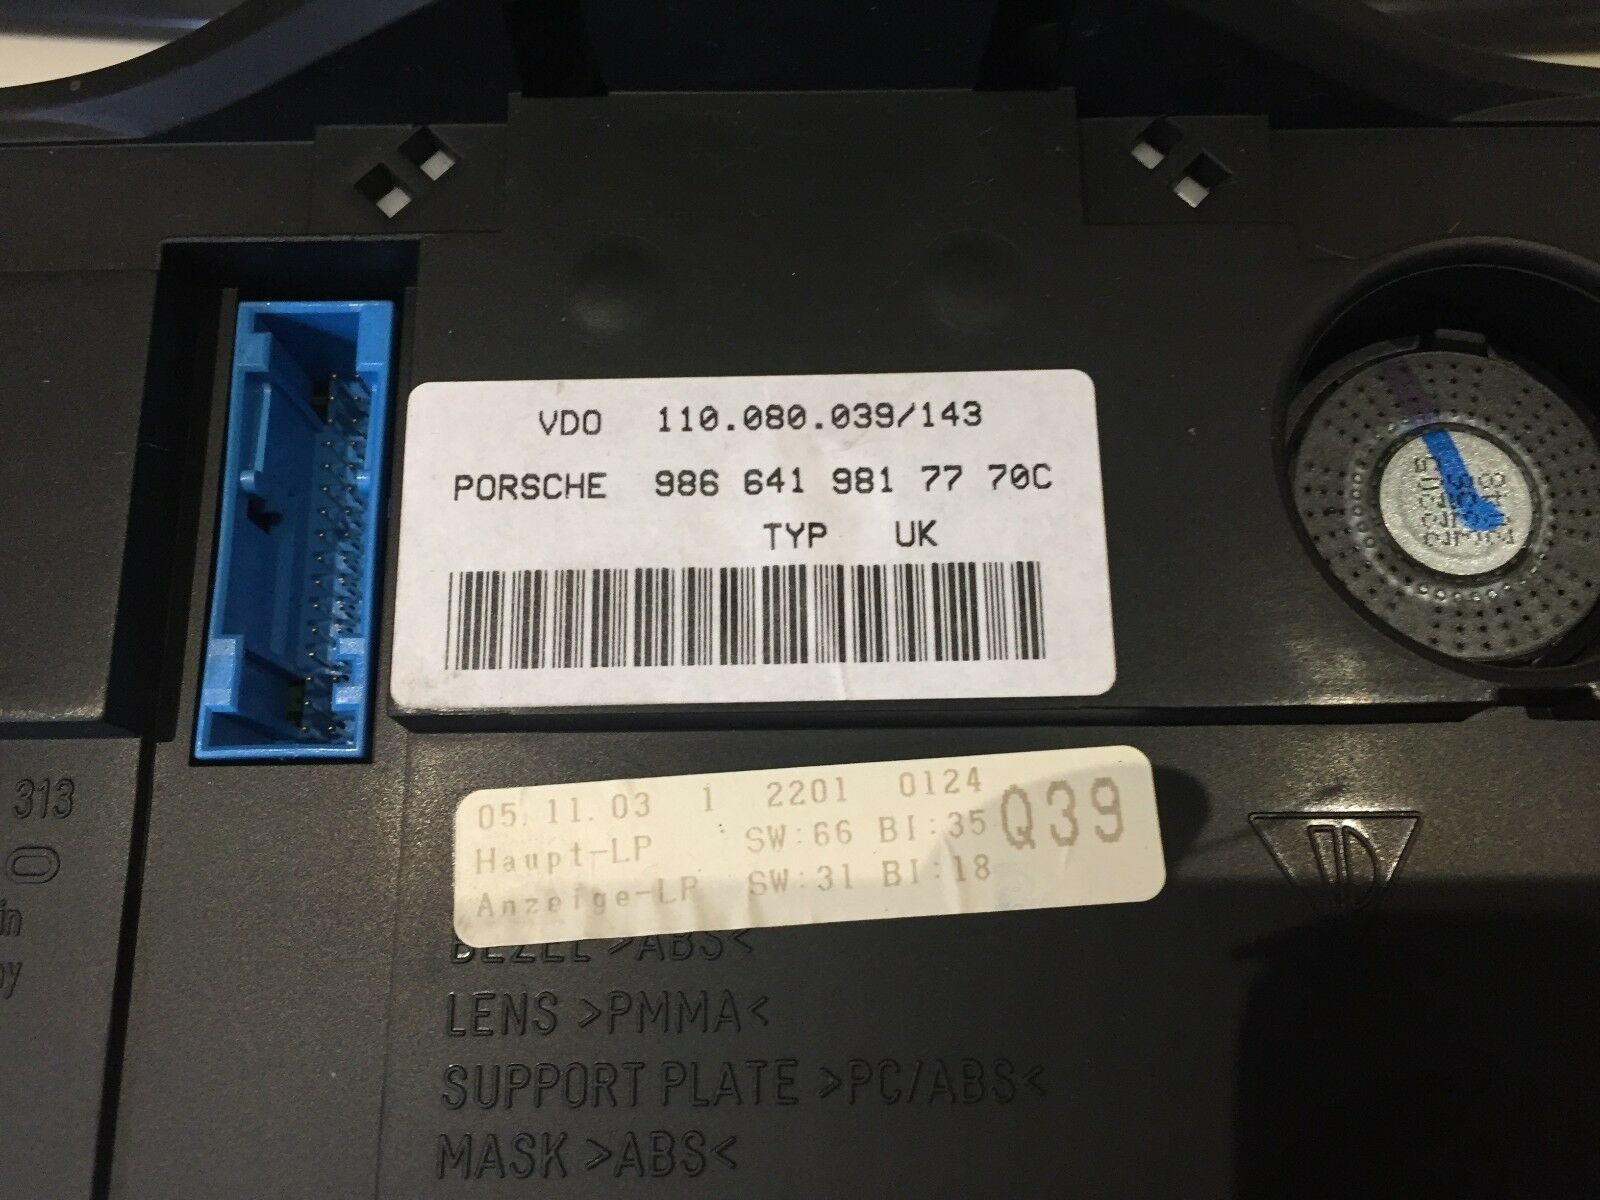 VDO 110.080.039/143
PORSCHE 986 641 981 77 70C
TYP UK
05.11.03 1 2201 0124
Haupt-LP SW:66 BI:35 Q39
Anzeige-LP SW:31 BI:18
BEZEL >ABS<
LENS >PMMA<
SUPPORT PLATE >PC/ABS<
MASK >ABS<
313